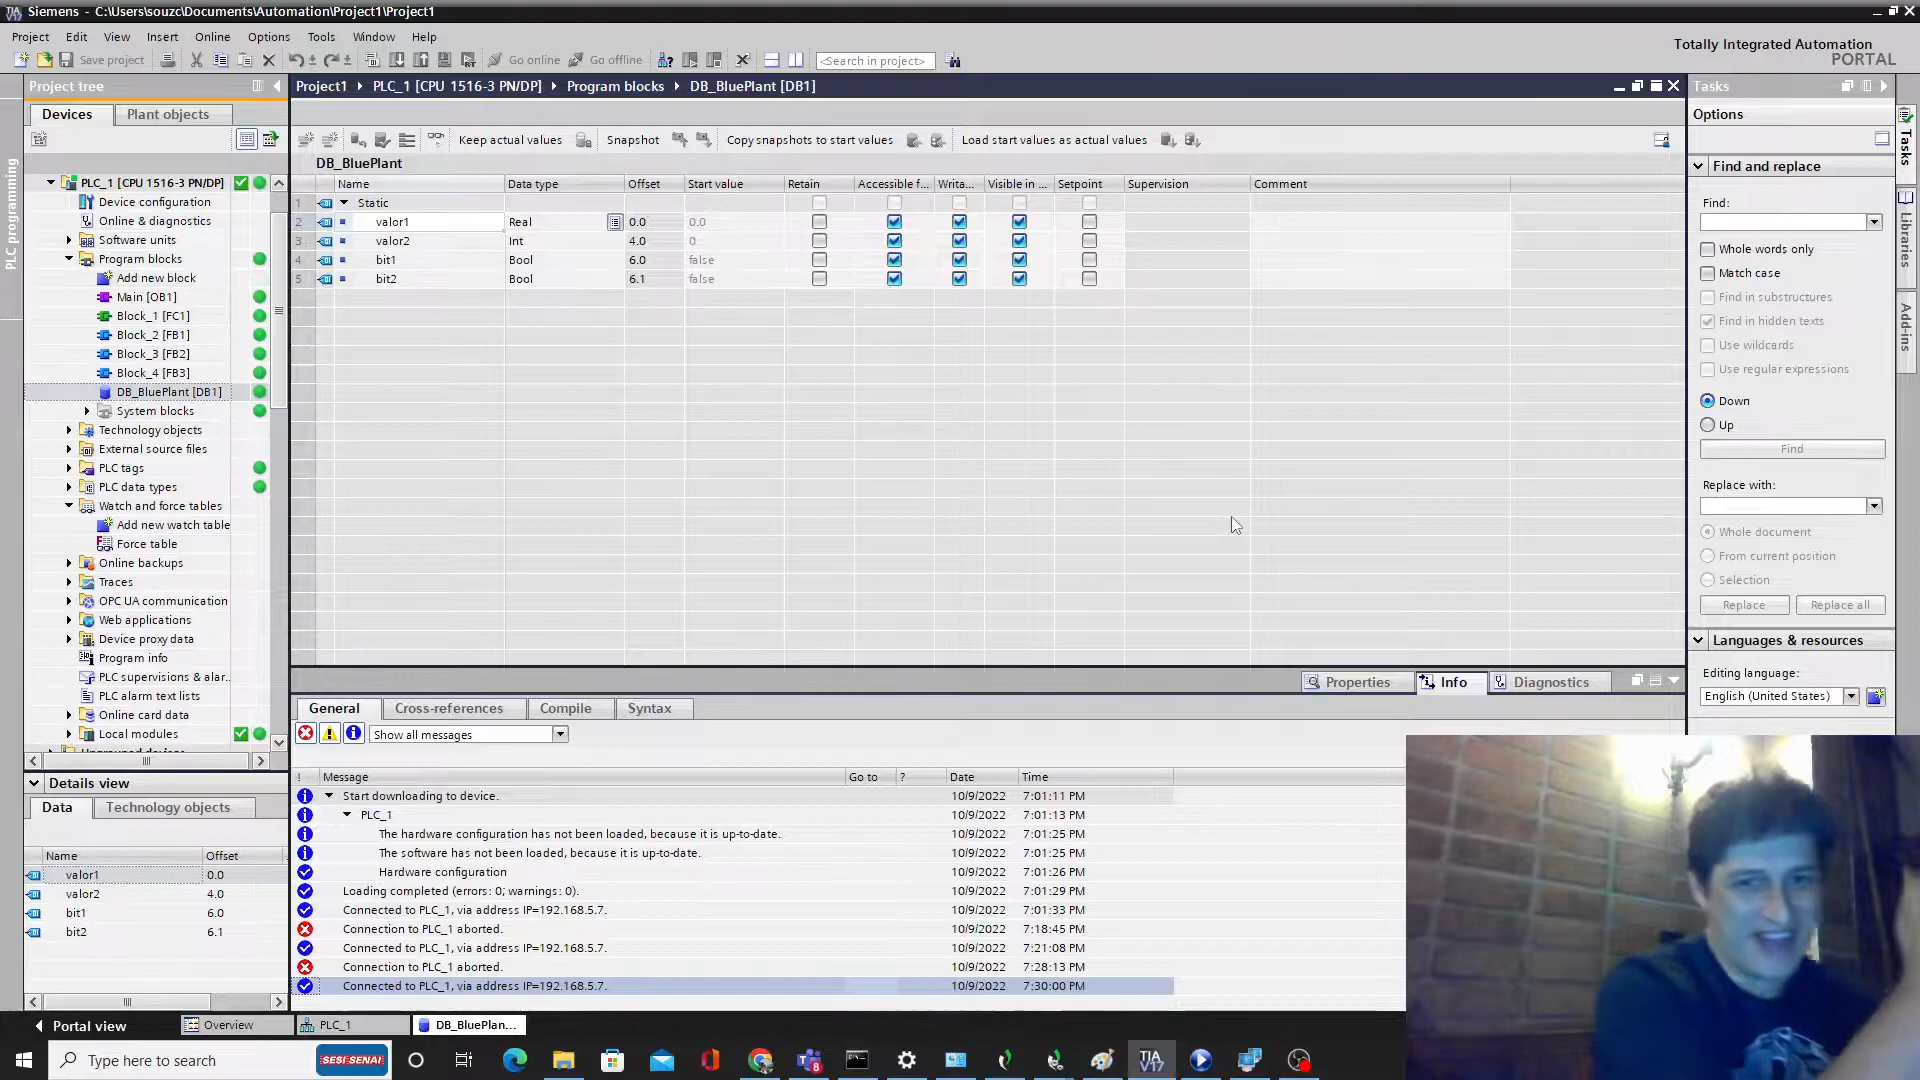 Siemens - C:\Users\souzc\Documents\Automation\Project1\Project1
Project Edit View Insert Online Options Tools Window Help
Save project Go online Go offline <Search in project>
Totally Integrated Automation
PORTAL
Project tree
Devices Plant objects
PLC programming
PLC_1 [CPU 1516-3 PN/DP]
Device configuration
Online & diagnostics
Software units
Program blocks
Add new block
Main [OB1]
Block_1 [FC1]
Block_2 [FB1]
Block_3 [FB2]
Block_4 [FB3]
DB_BluePlant [DB1]
System blocks
Technology objects
External source files
PLC tags
PLC data types
Watch and force tables
Add new watch table
Force table
Online backups
Traces
OPC UA communication
Web applications
Device proxy data
Program info
PLC supervisions & alar..
PLC alarm text lists
Online card data
Local modules
Details view
Data Technology objects
Name Offset
valor1 0.0
valor2 4.0
bit1 6.0
bit2 6.1
Project1 PLC_1 [CPU 1516-3 PN/DP] Program blocks DB_BluePlant [DB1]
Keep actual values Snapshot Copy snapshots to start values Load start values as actual values
DB_BluePlant
Name Data type Offset Start value Retain Accessible f... Writa... Visible in ... Setpoint Supervision Comment
1 Static
2 valor1 Real 0.0 0.0
3 valor2 Int 4.0 0
4 bit1 Bool 6.0 false
5 bit2 Bool 6.1 false
Properties Info Diagnostics
General Cross-references Compile Syntax
Show all messages
! Message Go to ? Date Time
Start downloading to device. 10/9/2022 7:01:11 PM
PLC_1 10/9/2022 7:01:13 PM
The hardware configuration has not been loaded, because it is up-to-date. 10/9/2022 7:01:25 PM
The software has not been loaded, because it is up-to-date. 10/9/2022 7:01:25 PM
Hardware configuration 10/9/2022 7:01:26 PM
Loading completed (errors: 0; warnings: 0). 10/9/2022 7:01:29 PM
Connected to PLC_1, via address IP=192.168.5.7. 10/9/2022 7:01:33 PM
Connection to PLC_1 aborted. 10/9/2022 7:18:45 PM
Connected to PLC_1, via address IP=192.168.5.7. 10/9/2022 7:21:08 PM
Connection to PLC_1 aborted. 10/9/2022 7:28:13 PM
Connected to PLC_1, via address IP=192.168.5.7. 10/9/2022 7:30:00 PM
Tasks
Options
Find and replace
Find:
Whole words only
Match case
Find in substructures
Find in hidden texts
Use wildcards
Use regular expressions
Down
Up
Find
Replace with:
Whole document
From current position
Selection
Replace Replace all
Languages & resources
Editing language:
English (United States)
Tasks
Libraries
Add-ins
Portal view Overview PLC_1 DB_BluePlan...
Type here to search SESI SENAI
TIA
V17
8